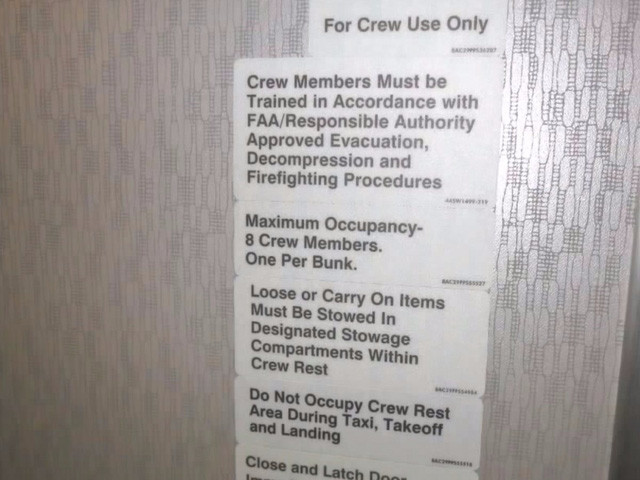 For Crew Use Only
Crew Members Must be
Trained in Accordance with
FAA/Responsible Authority
Approved Evacuation,
Decompression and
Firefighting Procedures
Maximum Occupancy-
8 Crew Members.
One Per Bunk.
Loose or Carry On Items
Must Be Stowed In
Designated Stowage
Compartments Within
Crew Rest
Do Not Occupy Crew Rest
Area During Taxi, Takeoff
and Landing
Close and Latch Door